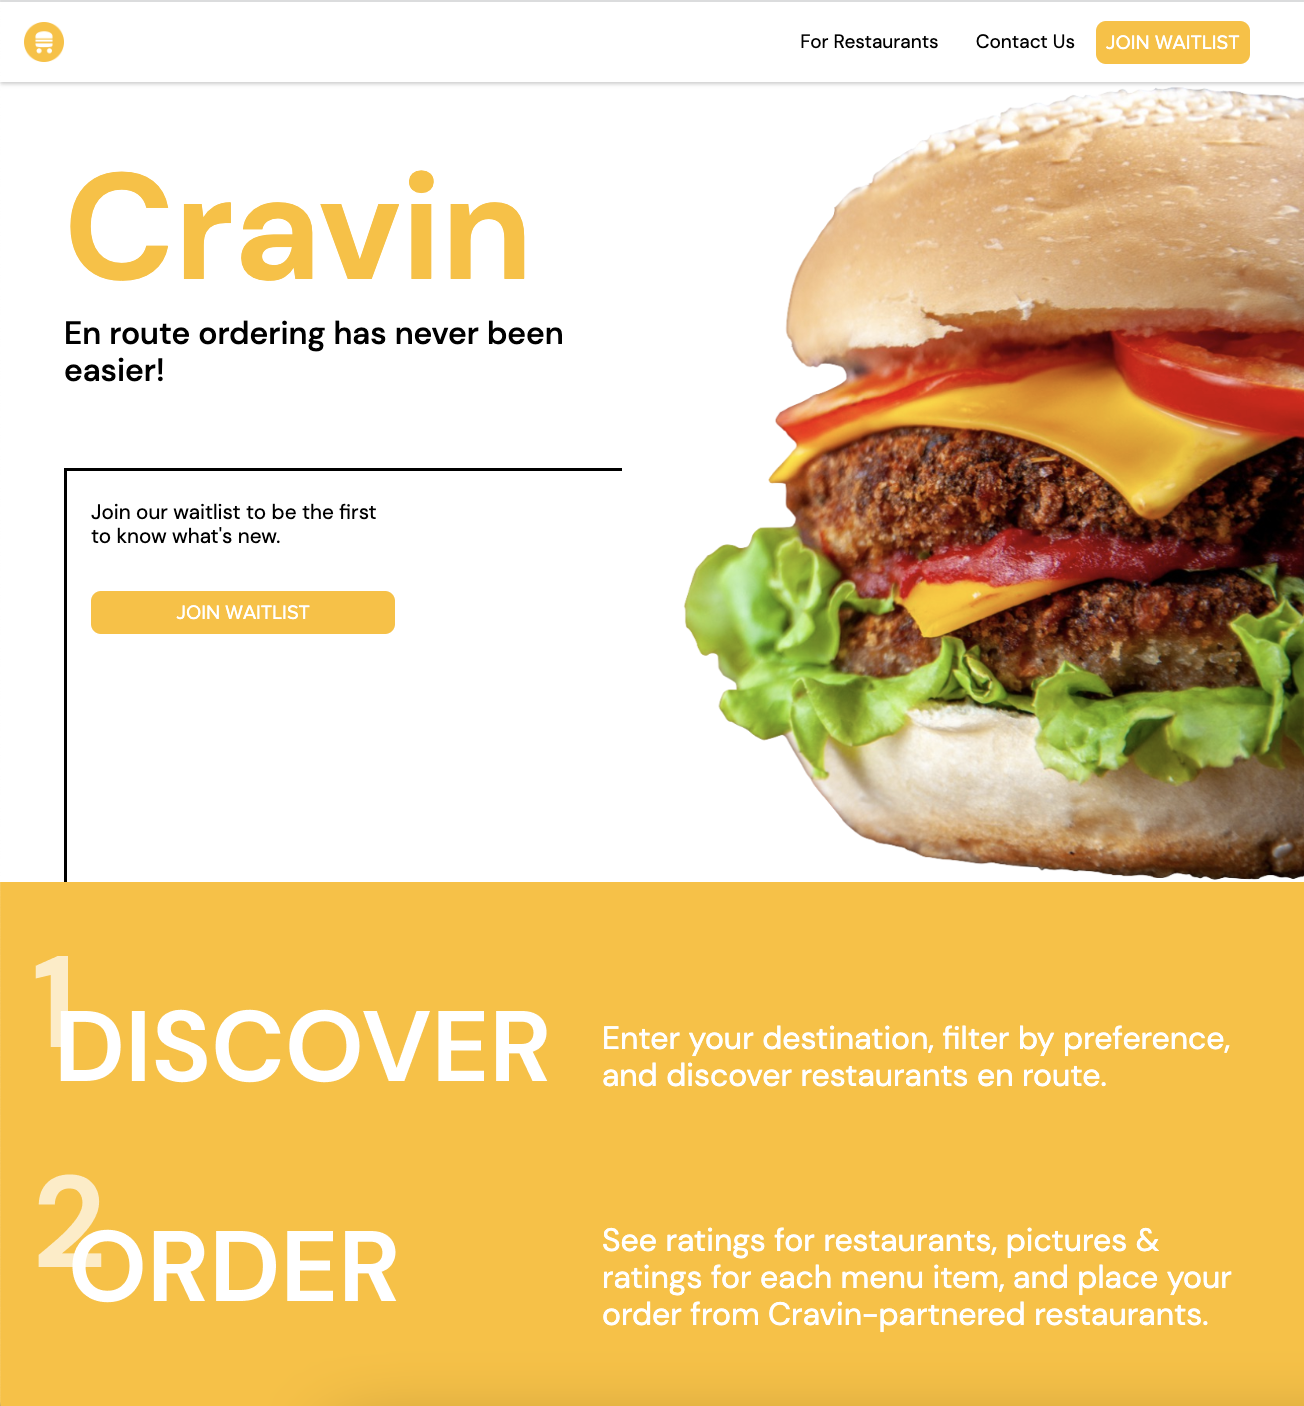 For Restaurants
Contact Us
JOIN WAITLIST
Cravin
En route ordering has never been
easier!
Join our waitlist to be the first
to know what's new.
JOIN WAITLIST
1
DISCOVER
Enter your destination, filter by preference,
and discover restaurants en route.
2
ORDER
See ratings for restaurants, pictures &
ratings for each menu item, and place your
order from Cravin-partnered restaurants.